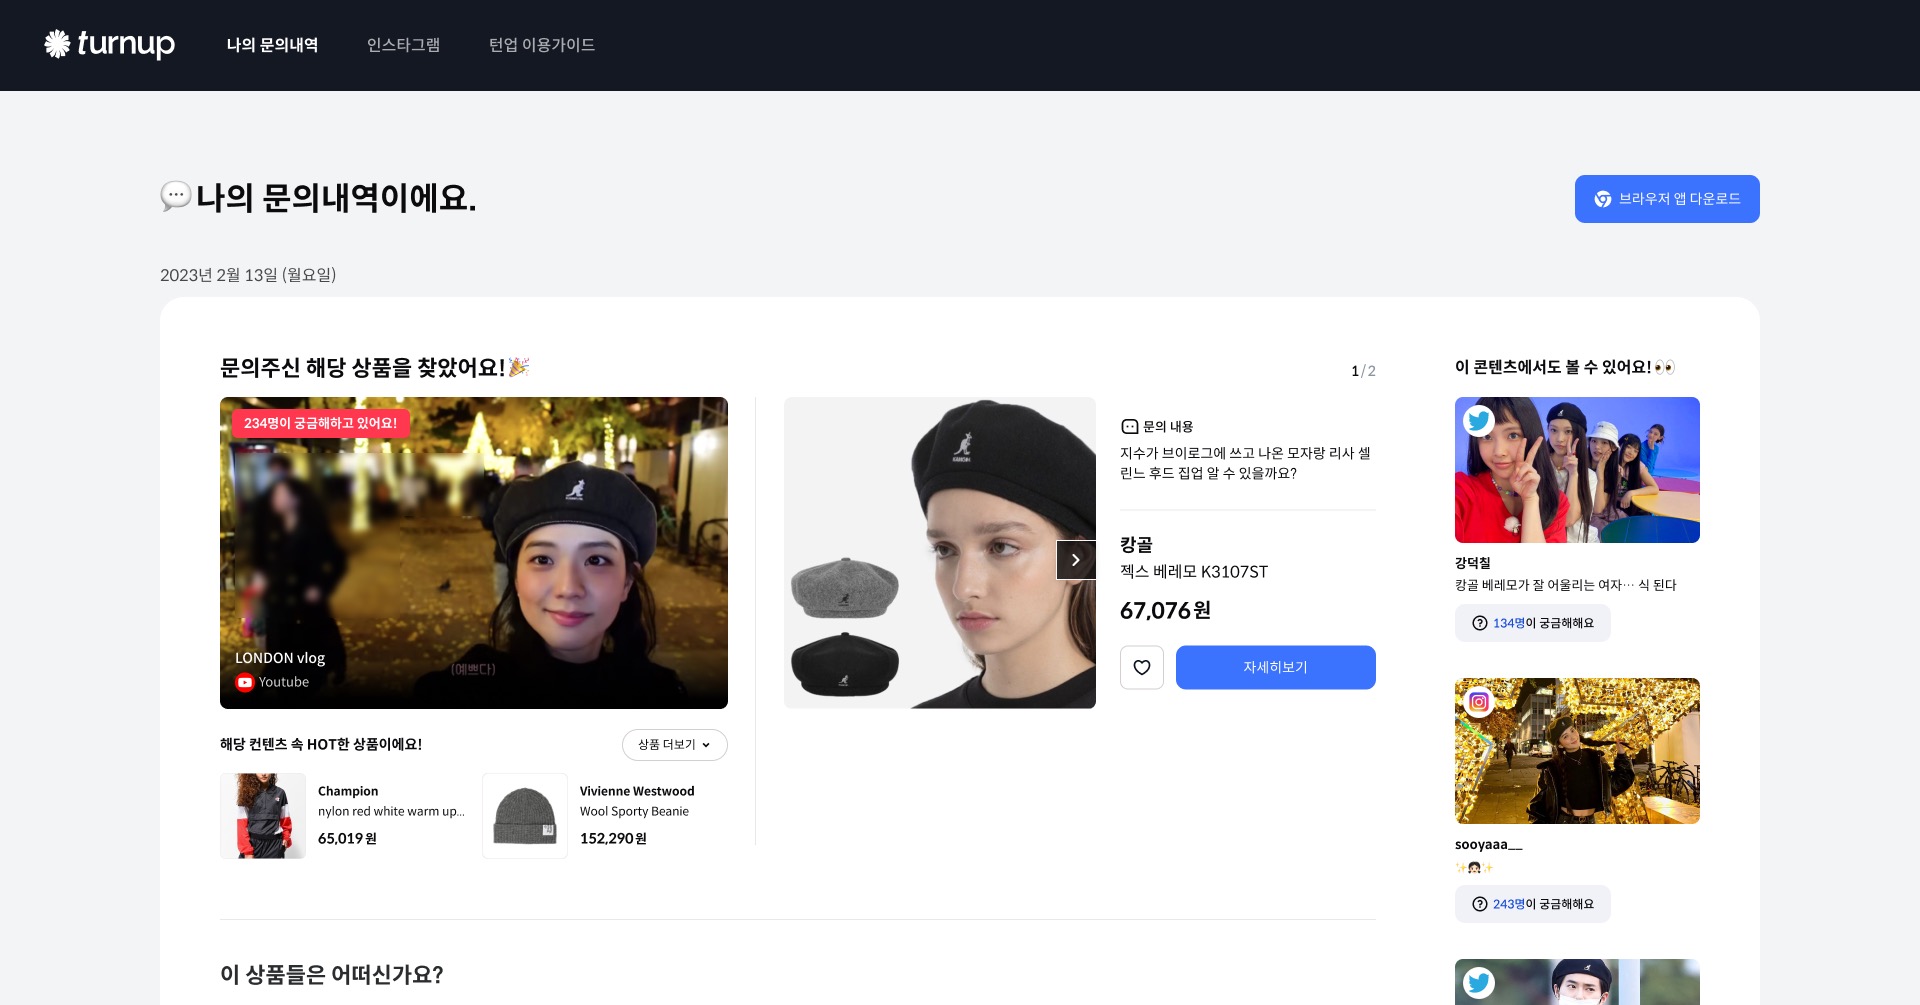 turnup
나의 문의내역
인스타그램
턴업 이용가이드
나의 문의내역이에요.
브라우저 앱 다운로드
2023년 2월 13일 (월요일)
문의주신 해당 상품을 찾았어요!
1/2
234명이 궁금해하고 있어요!
(예쁘다)
LONDON vlog
Youtube
KANGOL
문의 내용
지수가 브이로그에 쓰고 나온 모자랑 리사 셀
린느 후드 집업 알 수 있을까요?
캉골
젝스 베레모 K3107ST
67,076원
자세히보기
해당 컨텐츠 속 HOT한 상품이에요!
상품 더보기
Champion
nylon red white warm up...
65,019원
Vivienne Westwood
Wool Sporty Beanie
152,290원
이 상품들은 어떠신가요?
이 콘텐츠에서도 볼 수 있어요!
강덕칠
캉골 베레모가 잘 어울리는 여자… 식 된다
134명이 궁금해해요
sooyaaa__
243명이 궁금해해요